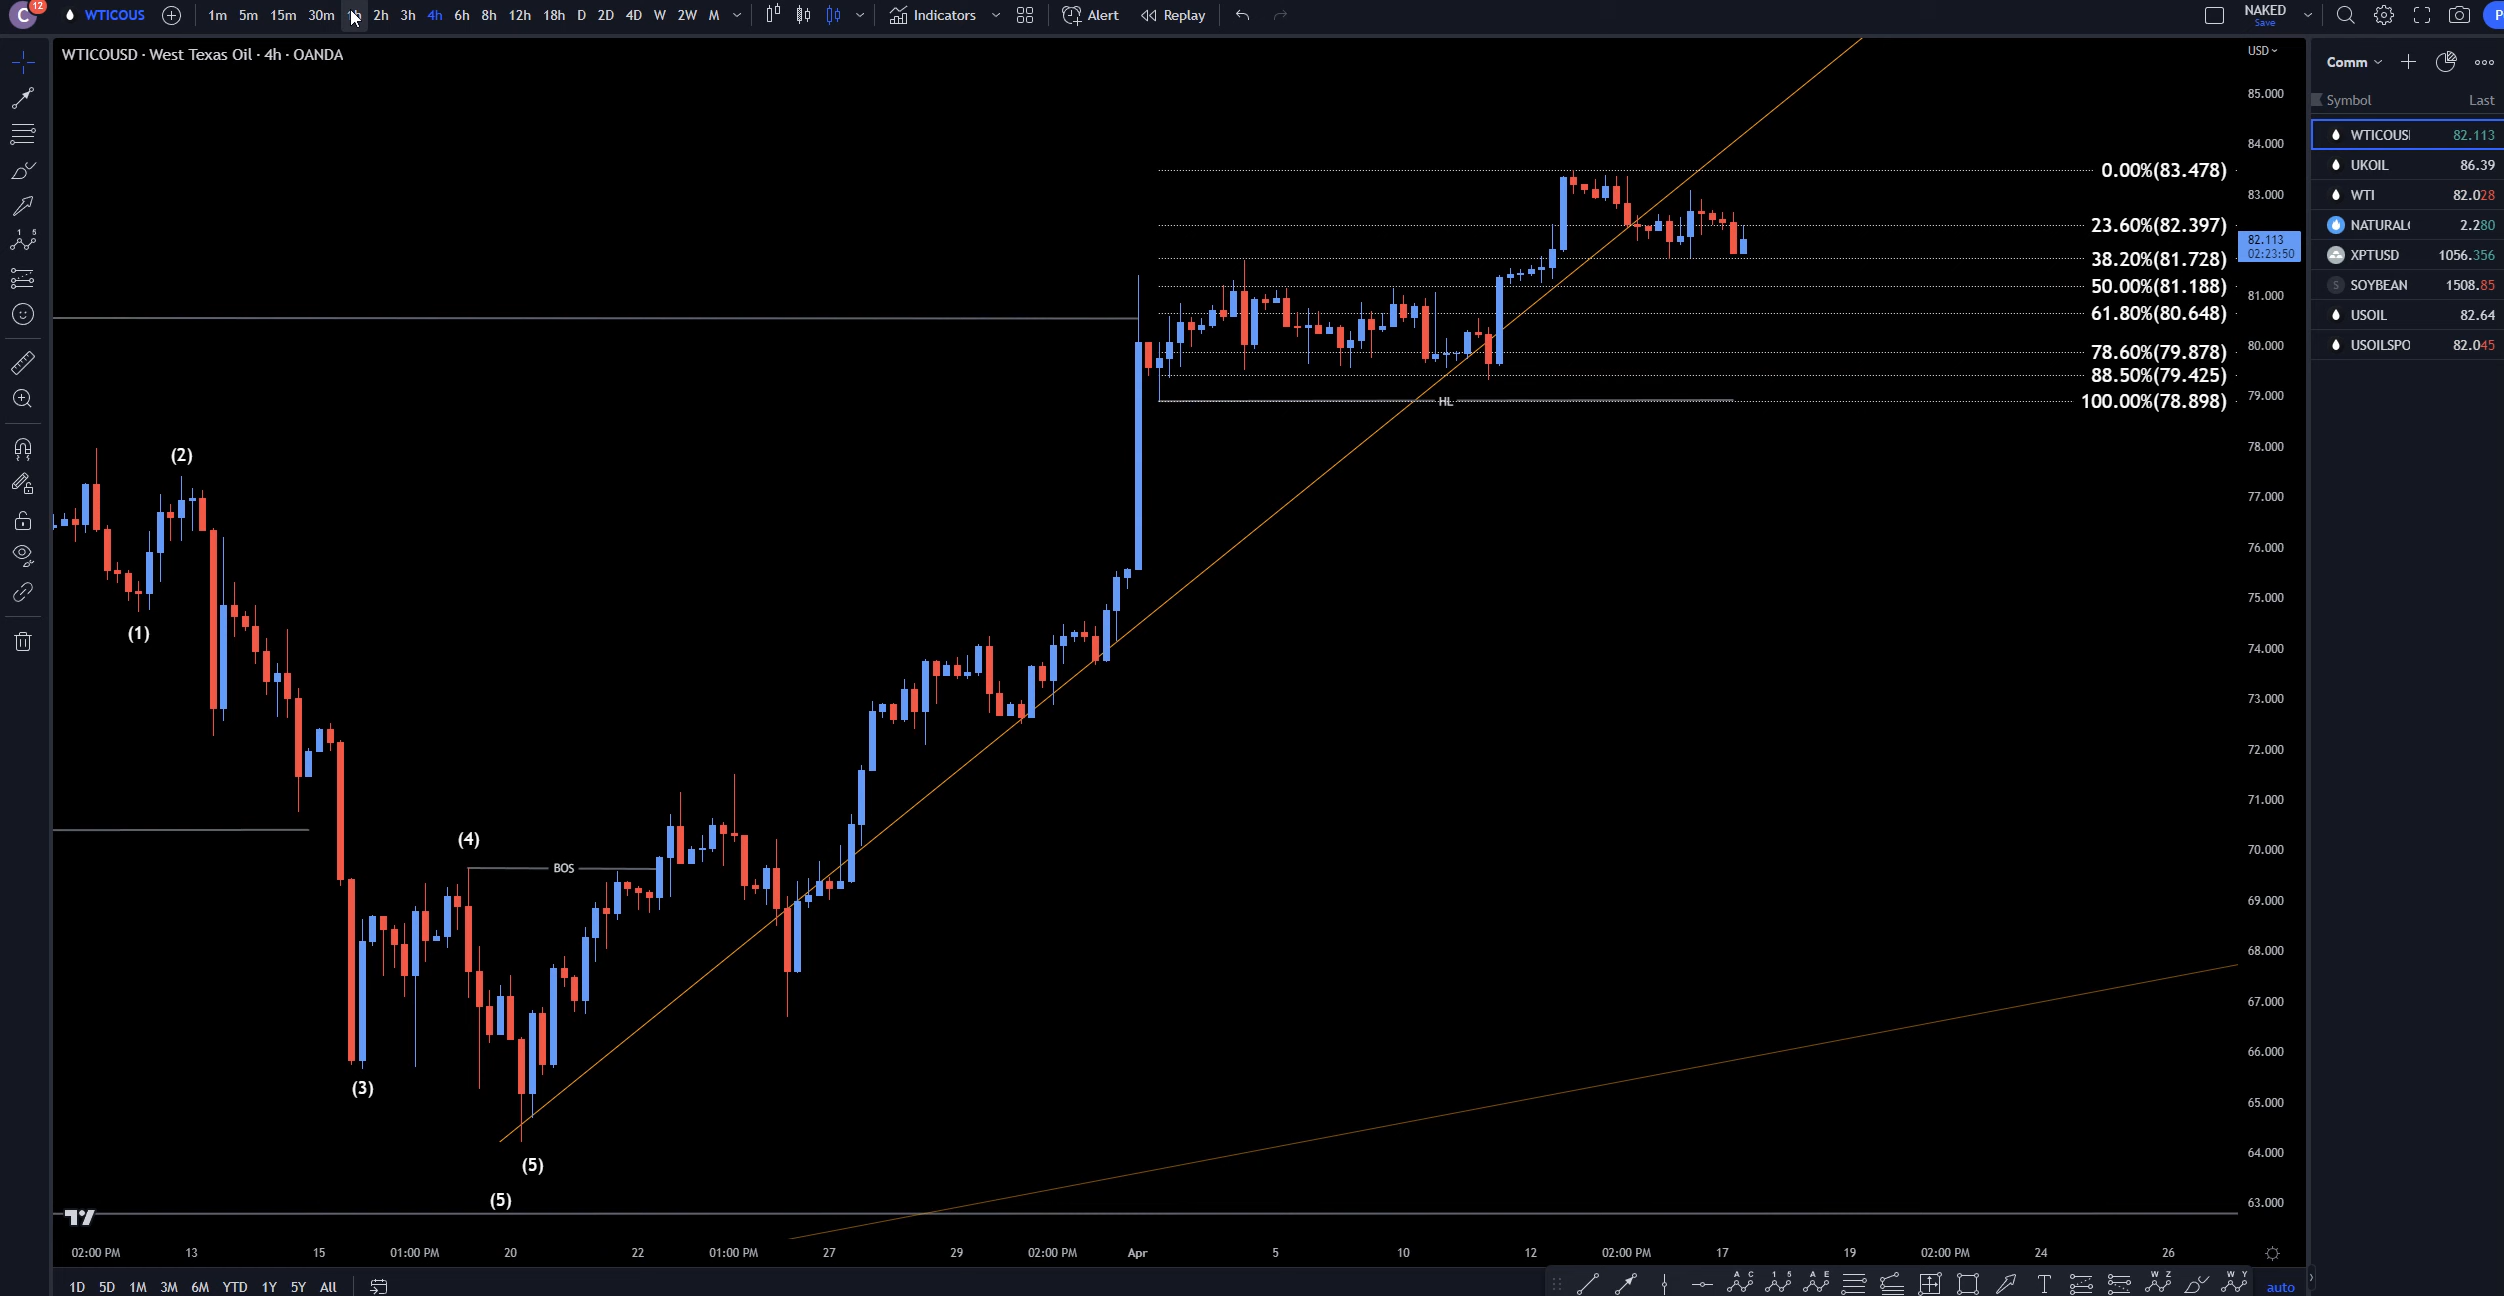 C 12 WTICOUS 1m 5m 15m 30m 1h 2h 3h 4h 6h 8h 12h 18h D 2D 4D W 2W M Indicators Alert Replay NAKED
Save
WTICOUSD · West Texas Oil · 4h · OANDA
USD
Comm
Symbol Last
WTICOUSI 82.113
UKOIL 86.39
WTI 82.028
NATURALG 2.280
XPTUSD 1056.356
S SOYBEAN 1508.85
USOIL 82.64
USOILSPO 82.045
85.000
84.000
83.000
82.113
02:23:50
81.000
80.000
79.000
78.000
77.000
76.000
75.000
74.000
73.000
72.000
71.000
70.000
69.000
68.000
67.000
66.000
65.000
64.000
63.000
0.00%(83.478)
23.60%(82.397)
38.20%(81.728)
50.00%(81.188)
61.80%(80.648)
78.60%(79.878)
88.50%(79.425)
100.00%(78.898)
HL
(2)
(1)
(4)
BOS
(3)
(5)
(5)
02:00 PM 13 15 01:00 PM 20 22 01:00 PM 27 29 02:00 PM Apr 5 10 12 02:00 PM 17 19 02:00 PM 24 26
1D 5D 1M 3M 6M YTD 1Y 5Y All
auto